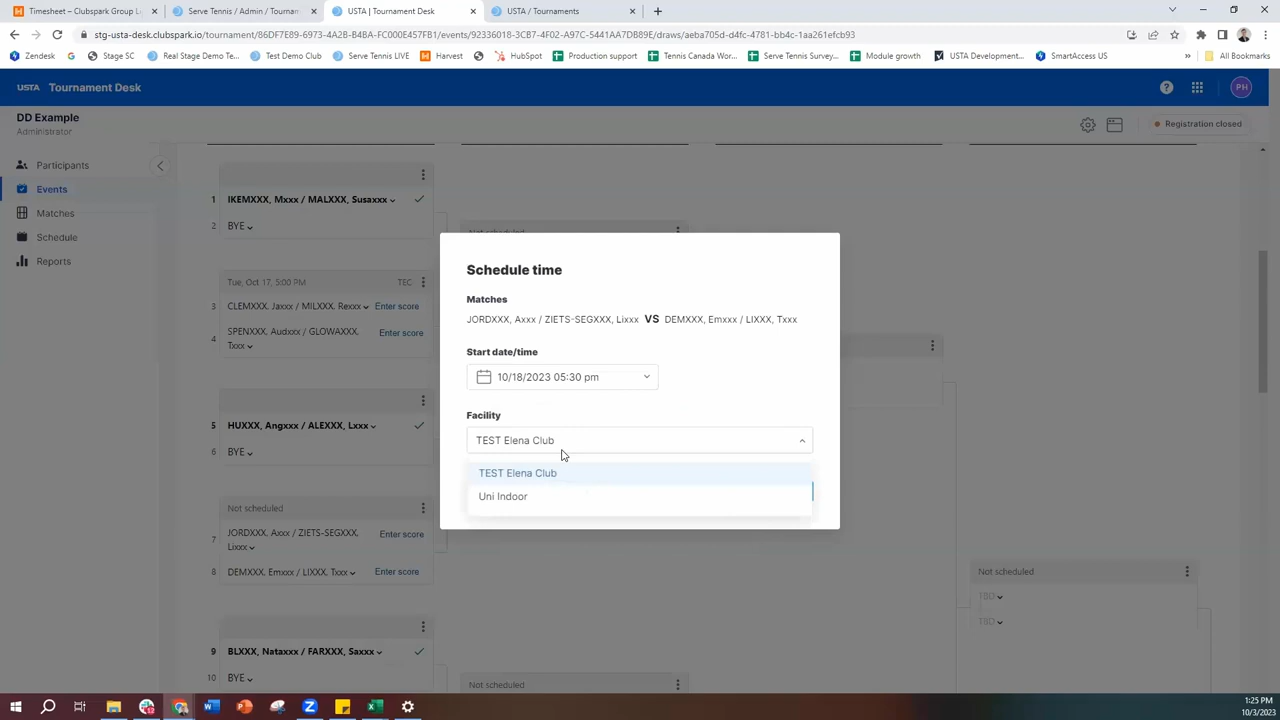 Timesheet – Clubspark Group L
Serve Tennis / Admin / Tournam
USTA | Tournament Desk
USTA / Tournaments
stg-usta-desk.clubspark.io/tournament/86DF7E89-6973-4A2B-B4BA-FC000E457FB1/events/92336018-3CB7-4F02-A97C-5441AA7DB89E/draws/aeba705d-d4fc-4781-bb4c-1aa261efcb93
Zendesk
G
Stage SC
Real Stage Demo Te...
Test Demo Club
Serve Tennis LIVE
Harvest
HubSpot
Production support
Tennis Canada Wor...
Serve Tennis Survey...
Module growth
USTA Development...
SmartAccess US
»
All Bookmarks
USTA Tournament Desk
PH
DD Example
Administrator
Registration closed
Participants
Events
Matches
Schedule
Reports
1 IKEMXXX, Mxxx / MALXXX, Susaxxx
2 BYE
Not scheduled
Tue, Oct 17, 5:00 PM TEC
3 CLEMXXX, Jaxxx / MILXXX, Rexxx Enter score
4 SPENXXX, Audxxx / GLOWAXXX, Txxx Enter score
5 HUXXX, Angxxx / ALEXXX, Lxxx
6 BYE
Not scheduled
7 JORDXXX, Axxx / ZIETS-SEGXXX, Lixxx Enter score
8 DEMXXX, Emxxx / LIXXX, Txxx Enter score
9 BLXXX, Nataxxx / FARXXX, Saxxx
10 BYE
Not scheduled
Not scheduled
TBD
TBD
Schedule time
Matches
JORDXXX, Axxx / ZIETS-SEGXXX, Lixxx VS DEMXXX, Emxxx / LIXXX, Txxx
Start date/time
10/18/2023 05:30 pm
Facility
TEST Elena Club
TEST Elena Club
Uni Indoor
12
1:25 PM
10/3/2023